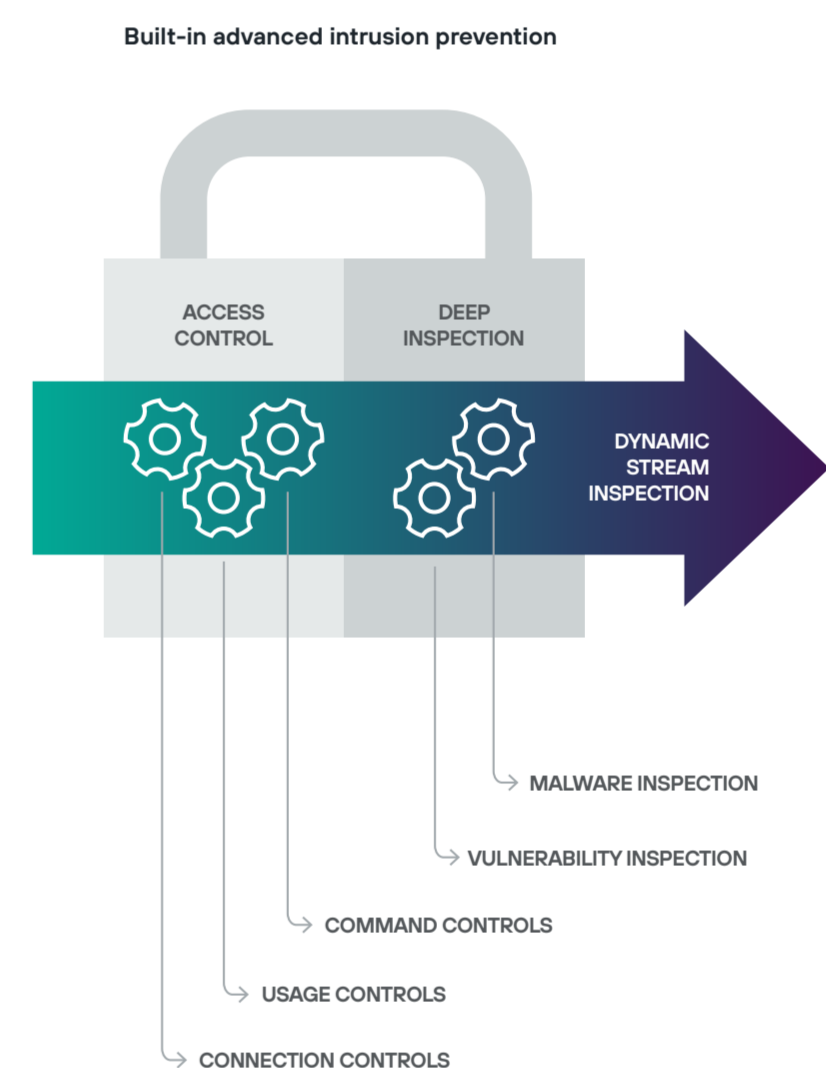 Built-in advanced intrusion prevention
ACCESS
CONTROL
DEEP
INSPECTION
DYNAMIC
STREAM
INSPECTION
MALWARE INSPECTION
VULNERABILITY INSPECTION
COMMAND CONTROLS
USAGE CONTROLS
CONNECTION CONTROLS